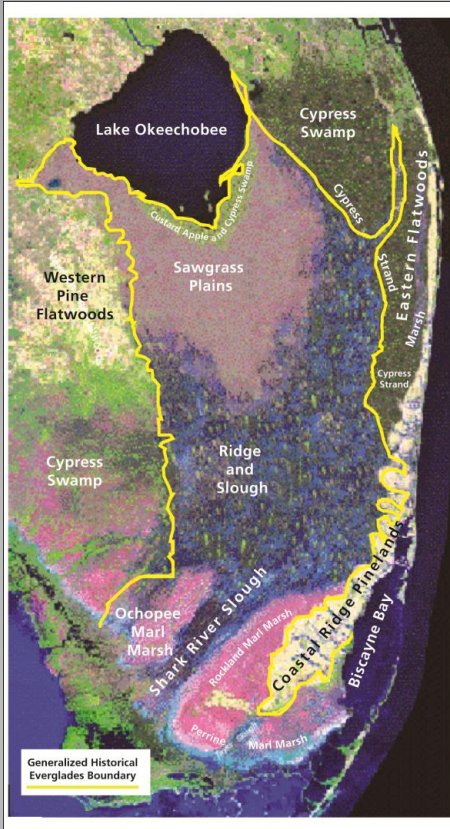 Lake Okeechobee
Cypress
Swamp
Custard Apple and Cypress Swamp
Cypress
Strand
Eastern Flatwoods
Marsh
Sawgrass
Plains
Western
Pine
Flatwoods
Cypress
Strand
Cypress
Swamp
Ridge
and
Slough
Ochopee
Marl
Marsh
Shark River Slough
Rockland Marl Marsh
Coastal Ridge Pinelands
Biscayne Bay
Perrine
Marl Marsh
Generalized Historical
Everglades Boundary